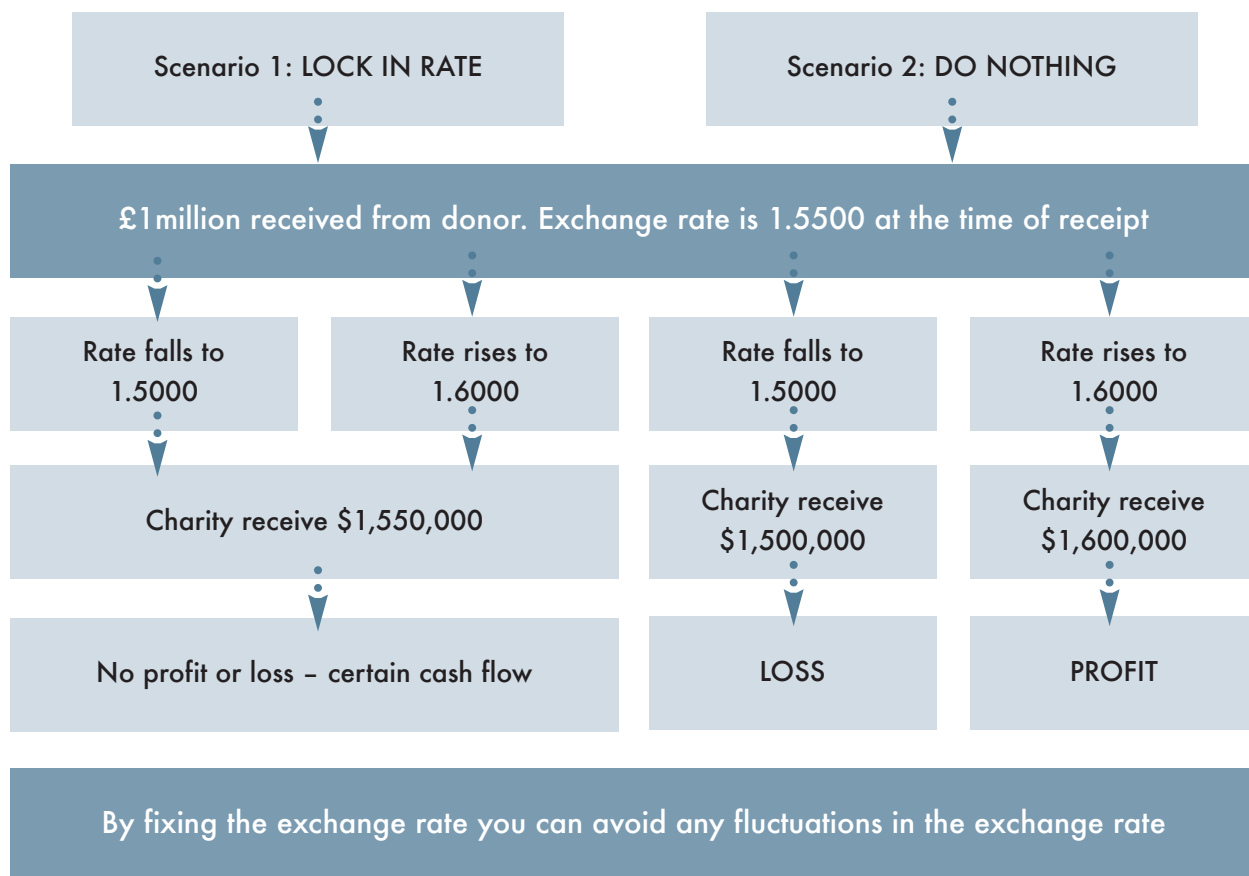 Scenario 1: LOCK IN RATE
Scenario 2: DO NOTHING
£1million received from donor. Exchange rate is 1.5500 at the time of receipt
Rate falls to
1.5000
Rate rises to
1.6000
Rate falls to
1.5000
Rate rises to
1.6000
Charity receive $1,550,000
Charity receive
$1,500,000
Charity receive
$1,600,000
No profit or loss – certain cash flow
LOSS
PROFIT
By fixing the exchange rate you can avoid any fluctuations in the exchange rate